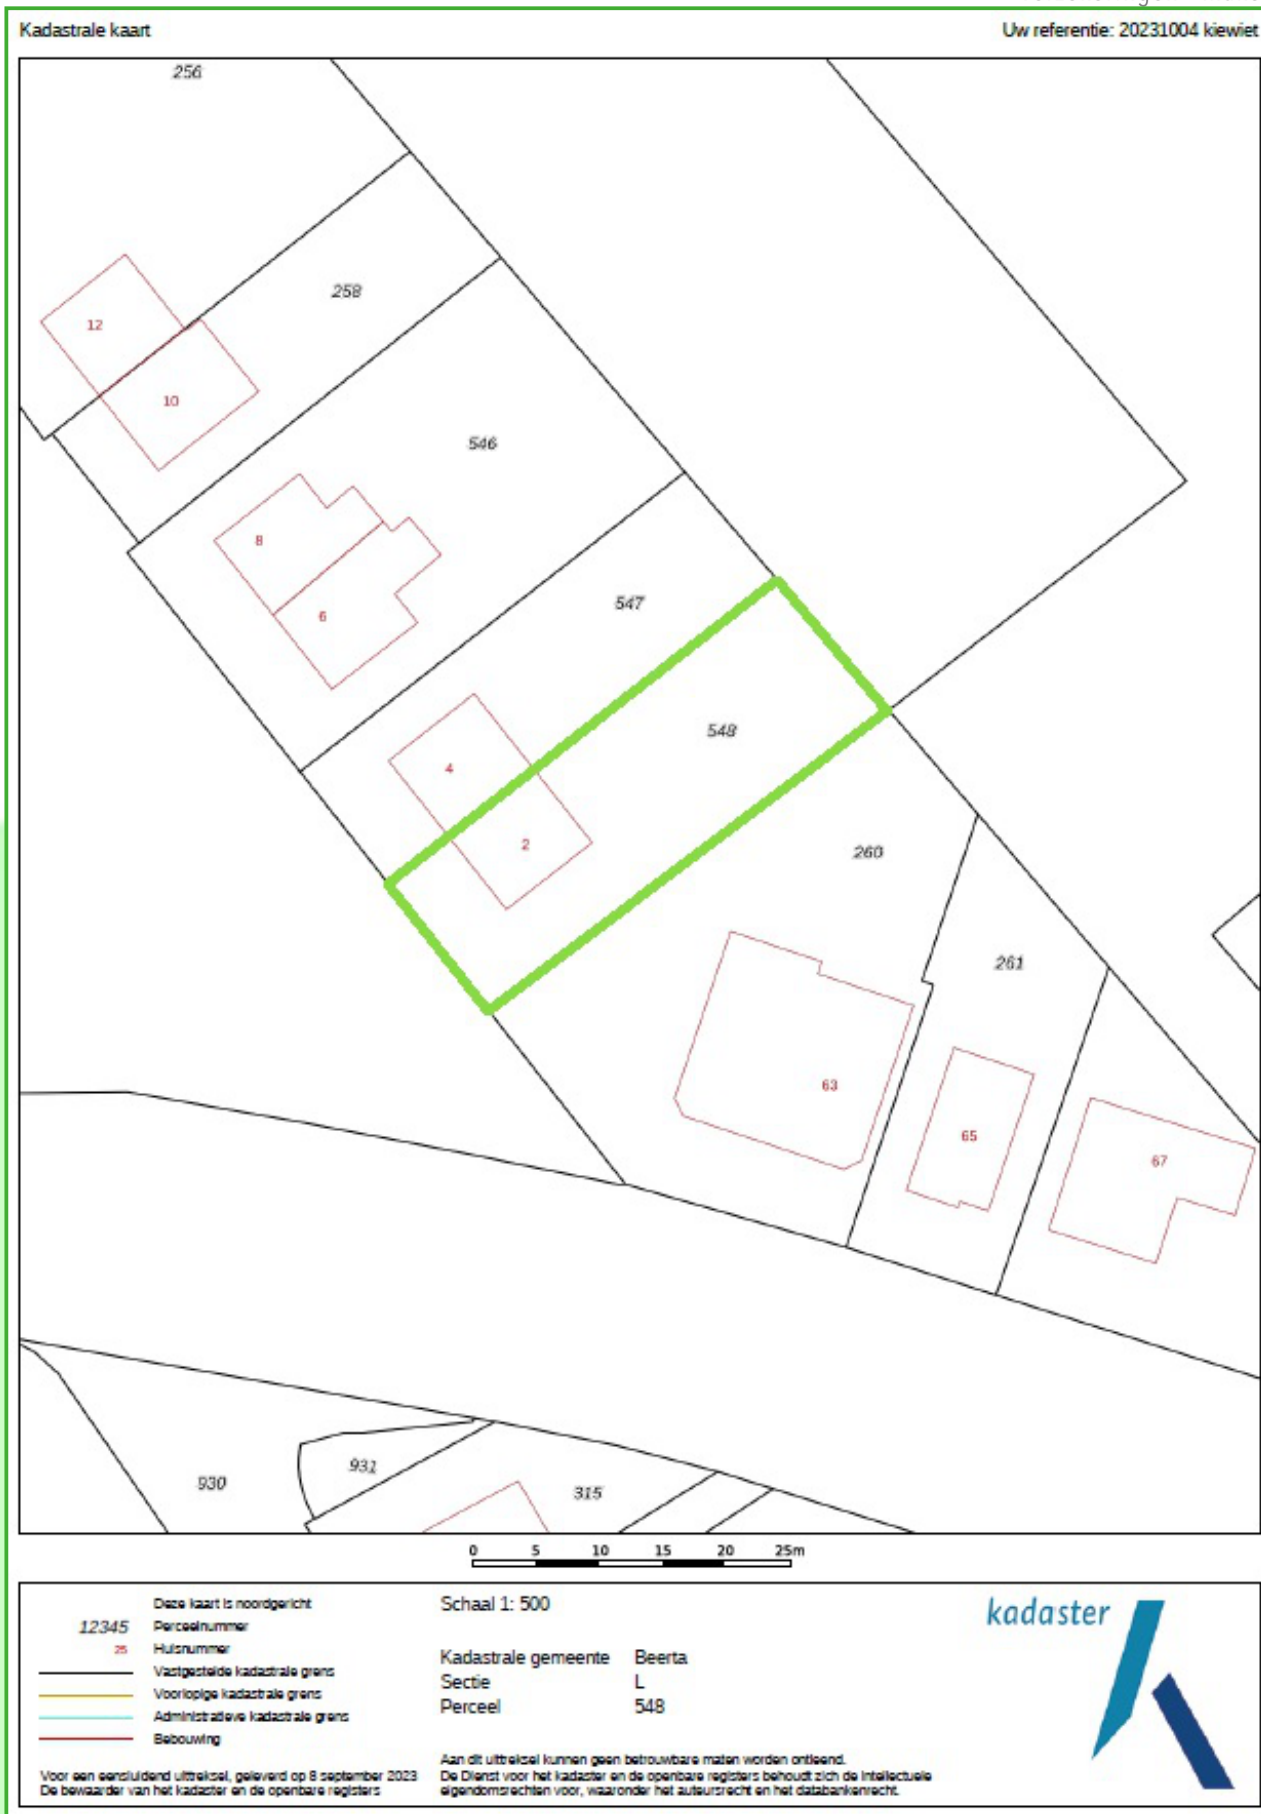 Kadastrale kaart
Uw referentie: 20231004 kiewiet
256
258
12
10
546
8
6
547
548
4
2
260
261
63
65
67
930
931
315
0 5 10 15 20 25m
Deze kaart is noordgericht
12345 Perceelnummer
25 Huisnummer
Vastgestelde kadastrale grens
Voorlopige kadastrale grens
Administratieve kadastrale grens
Bebouwing
Voor een eensluidend uittreksel, geleverd op 8 september 2023
De bewaarder van het kadaster en de openbare registers
Schaal 1: 500
Kadastrale gemeente Beerta
Sectie L
Perceel 548
Aan dit uittreksel kunnen geen betrouwbare maten worden ontleend.
De Dienst voor het kadaster en de openbare registers behoudt zich de intellectuele
eigendomsrechten voor, waaronder het auteursrecht en het databankenrecht.
kadaster